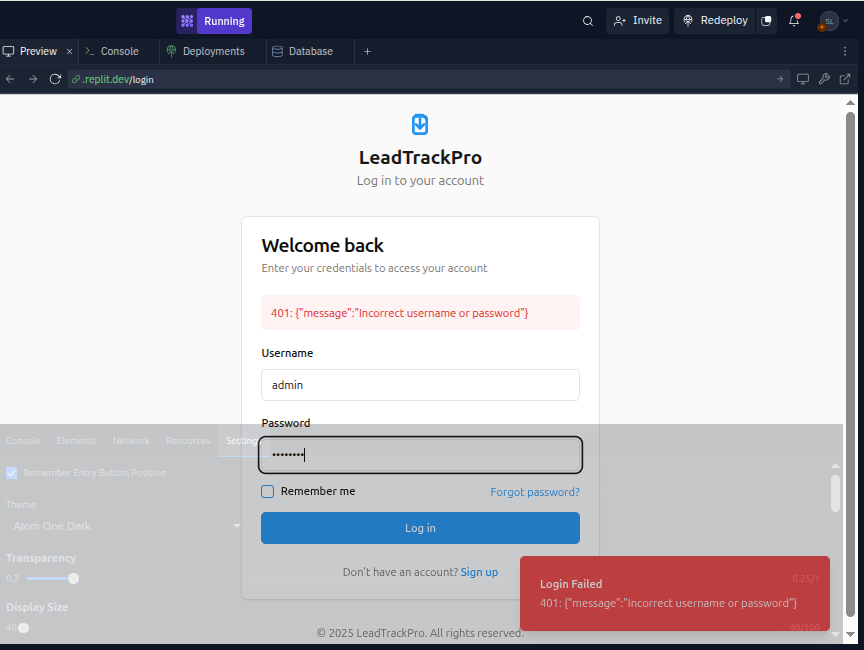 Running
Invite
Redeploy
SL
Preview
Console
Deployments
Database
.replit.dev/login
LeadTrackPro
Log in to your account
Welcome back
Enter your credentials to access your account
401: {"message":"Incorrect username or password"}
Username
admin
Password
Console Elements Network Resources Settings
••••••••
Remember Entry Button Position
Remember me
Forgot password?
Theme
Atom One Dark
Log in
Transparency
0.2
0.25/1
Don't have an account? Sign up
Login Failed
401: {"message":"Incorrect username or password"}
Display Size
40
40/100
© 2025 LeadTrackPro. All rights reserved.